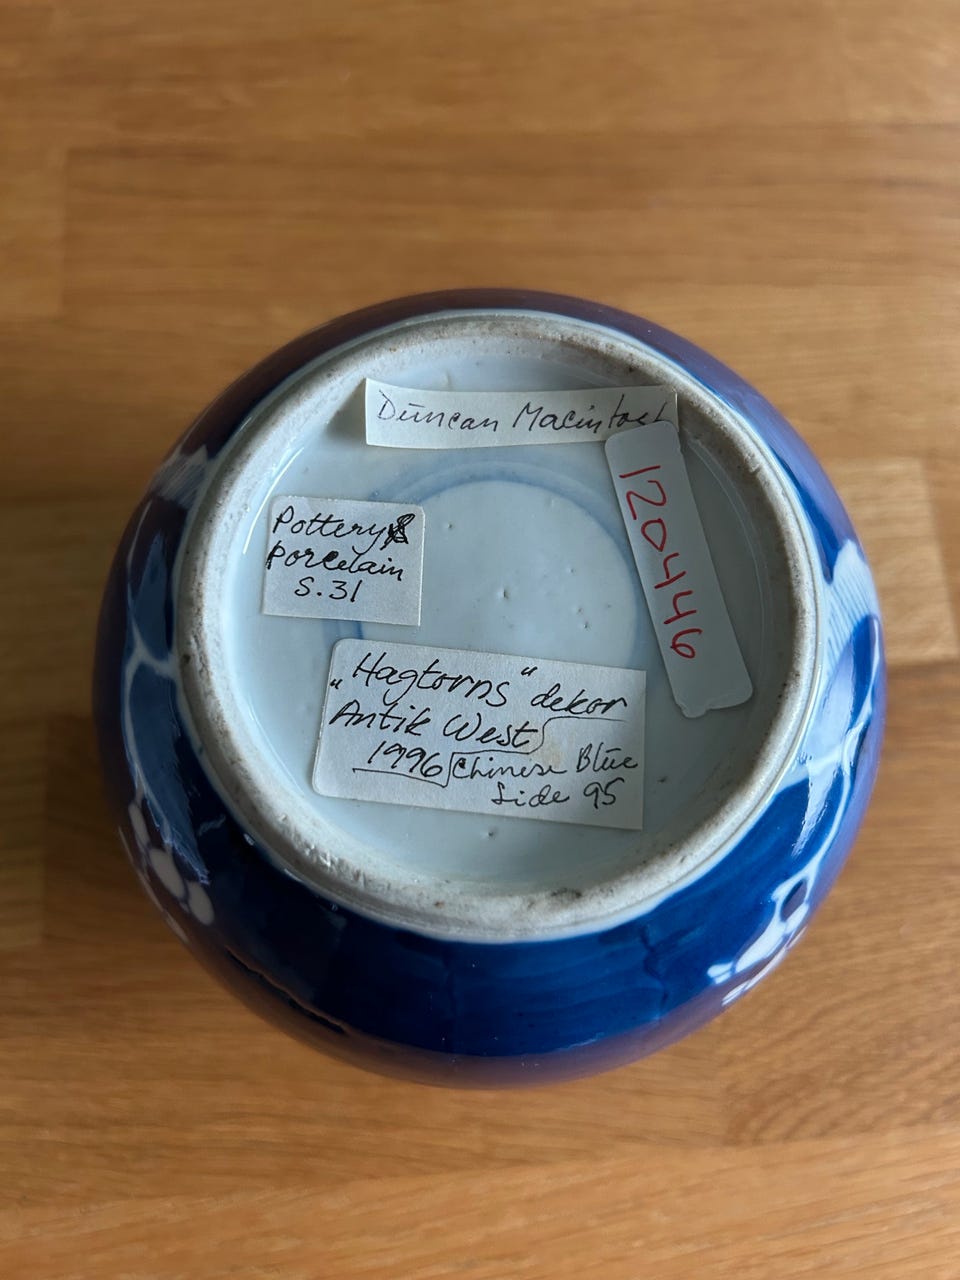 Duncan Macintosh
120446
Pottery &
porcelain
S.31
"Hagtorns" dekor
Antik West
1996 Chinese Blue
Side 95